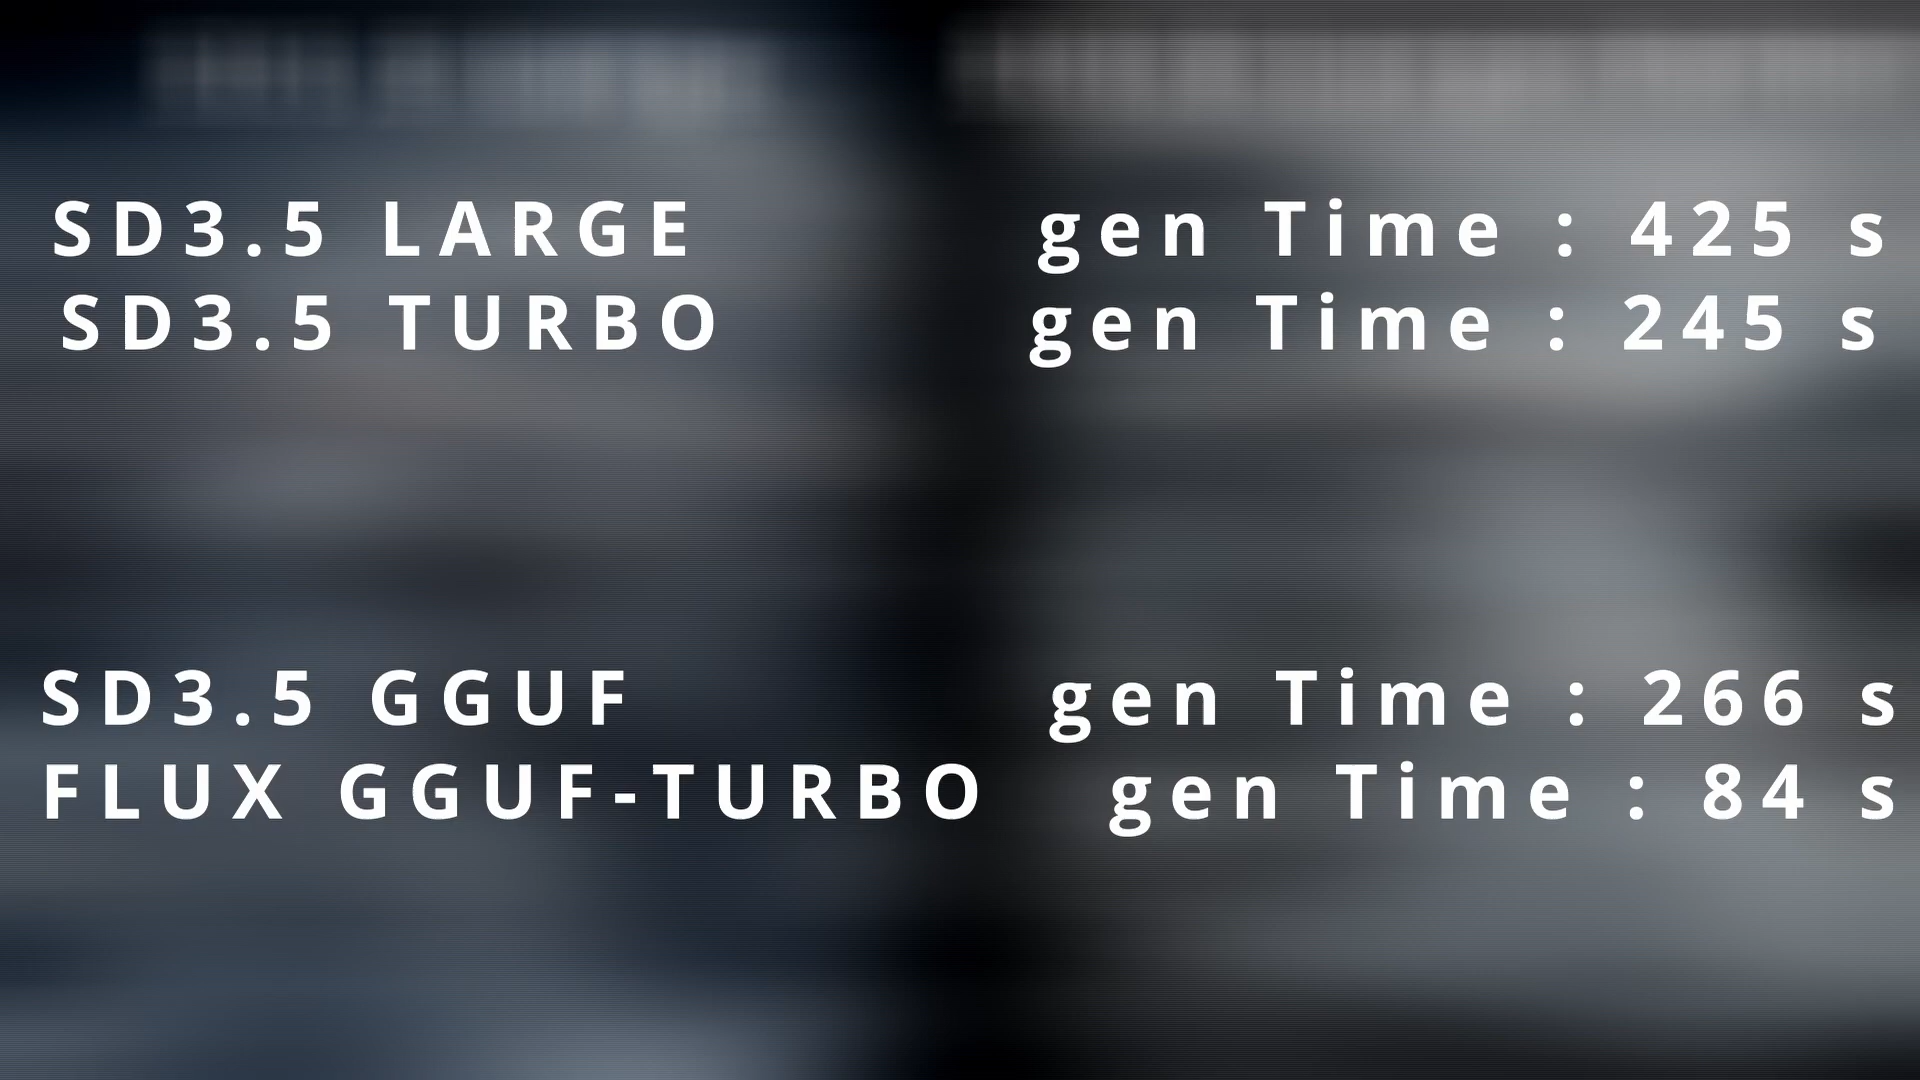 SD3.5 LARGE gen Time : 425 s
SD3.5 TURBO gen Time : 245 s
SD3.5 GGUF gen Time : 266 s
FLUX GGUF-TURBO gen Time : 84 s